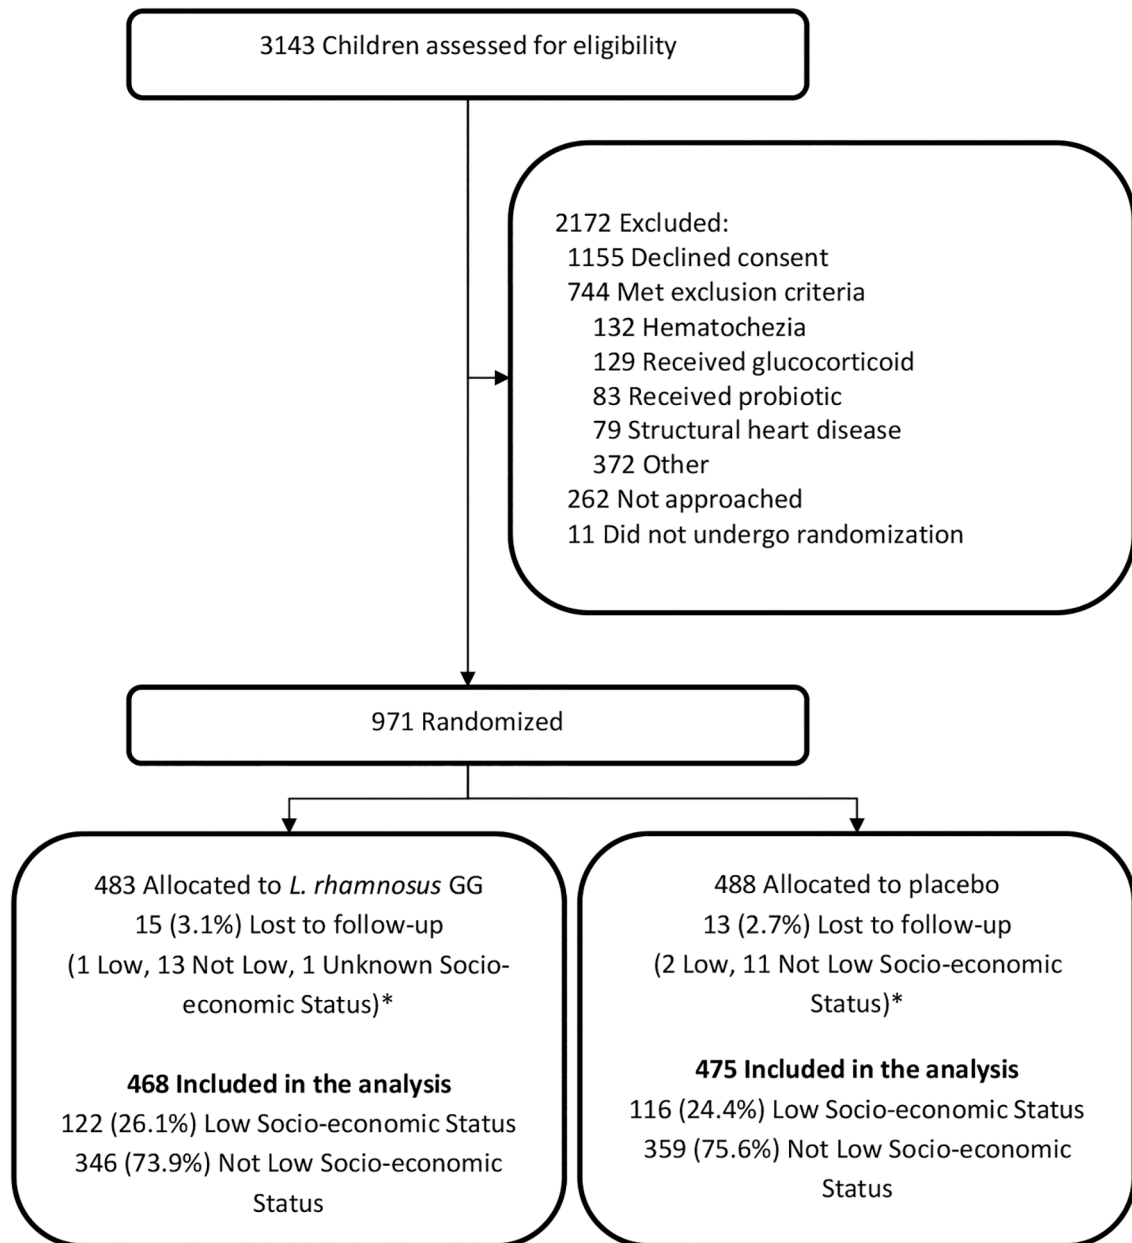 3143 Children assessed for eligibility
2172 Excluded:
1155 Declined consent
744 Met exclusion criteria
132 Hematochezia
129 Received glucocorticoid
83 Received probiotic
79 Structural heart disease
372 Other
262 Not approached
11 Did not undergo randomization
971 Randomized
483 Allocated to L. rhamnosus GG
15 (3.1%) Lost to follow-up
(1 Low, 13 Not Low, 1 Unknown Socio-
economic Status)*
468 Included in the analysis
122 (26.1%) Low Socio-economic Status
346 (73.9%) Not Low Socio-economic
Status
488 Allocated to placebo
13 (2.7%) Lost to follow-up
(2 Low, 11 Not Low Socio-economic
Status)*
475 Included in the analysis
116 (24.4%) Low Socio-economic Status
359 (75.6%) Not Low Socio-economic
Status